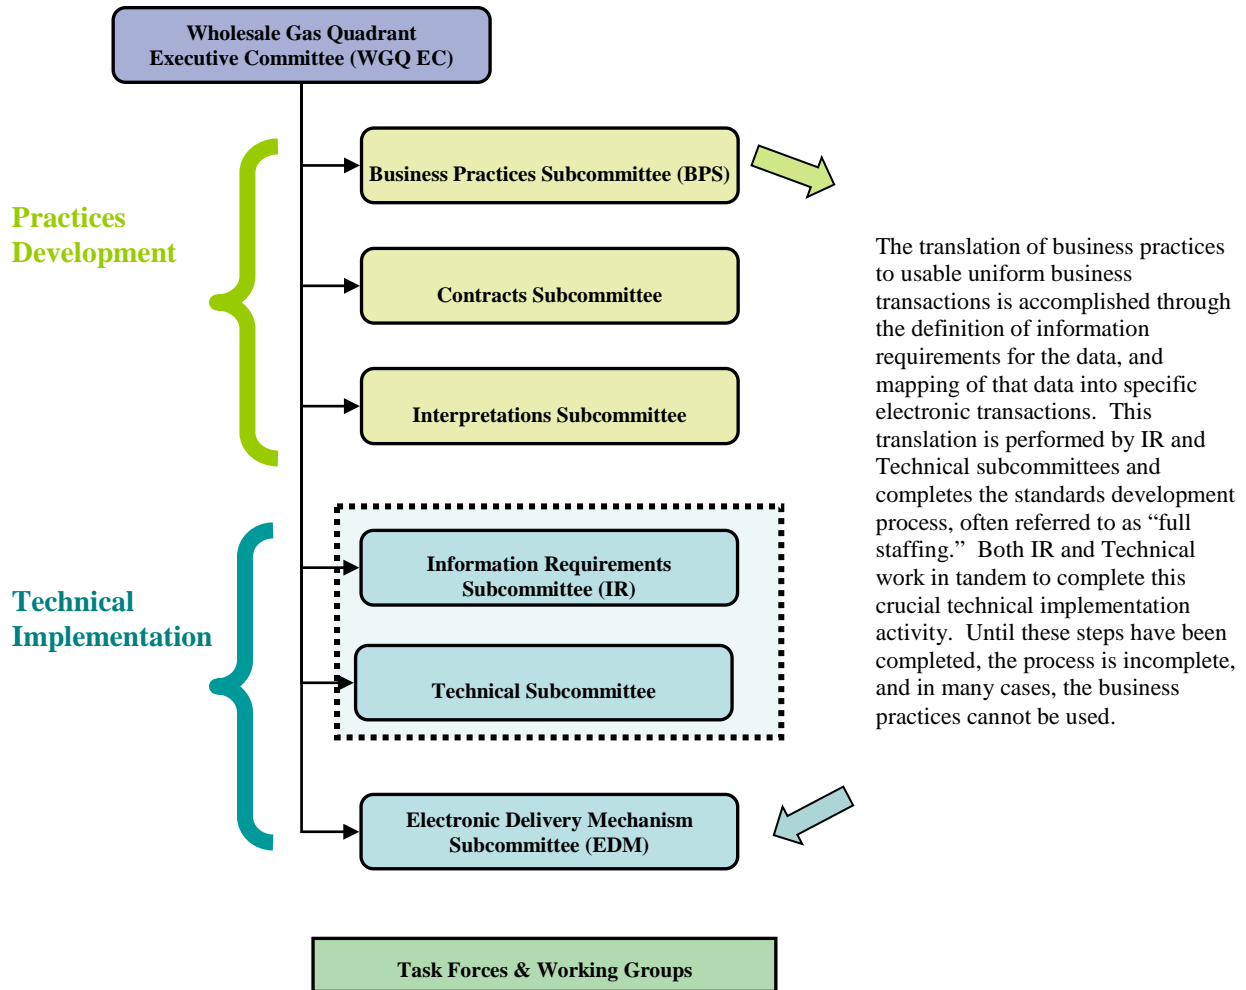 Wholesale Gas Quadrant
Executive Committee (WGQ EC)
Practices
Development
Business Practices Subcommittee (BPS)
Contracts Subcommittee
Interpretations Subcommittee
Technical
Implementation
Information Requirements
Subcommittee (IR)
Technical Subcommittee
Electronic Delivery Mechanism
Subcommittee (EDM)
The translation of business practices
to usable uniform business
transactions is accomplished through
the definition of information
requirements for the data, and
mapping of that data into specific
electronic transactions.  This
translation is performed by IR and
Technical subcommittees and
completes the standards development
process, often referred to as “full
staffing.”  Both IR and Technical
work in tandem to complete this
crucial technical implementation
activity.  Until these steps have been
completed, the process is incomplete,
and in many cases, the business
practices cannot be used.
Task Forces & Working Groups